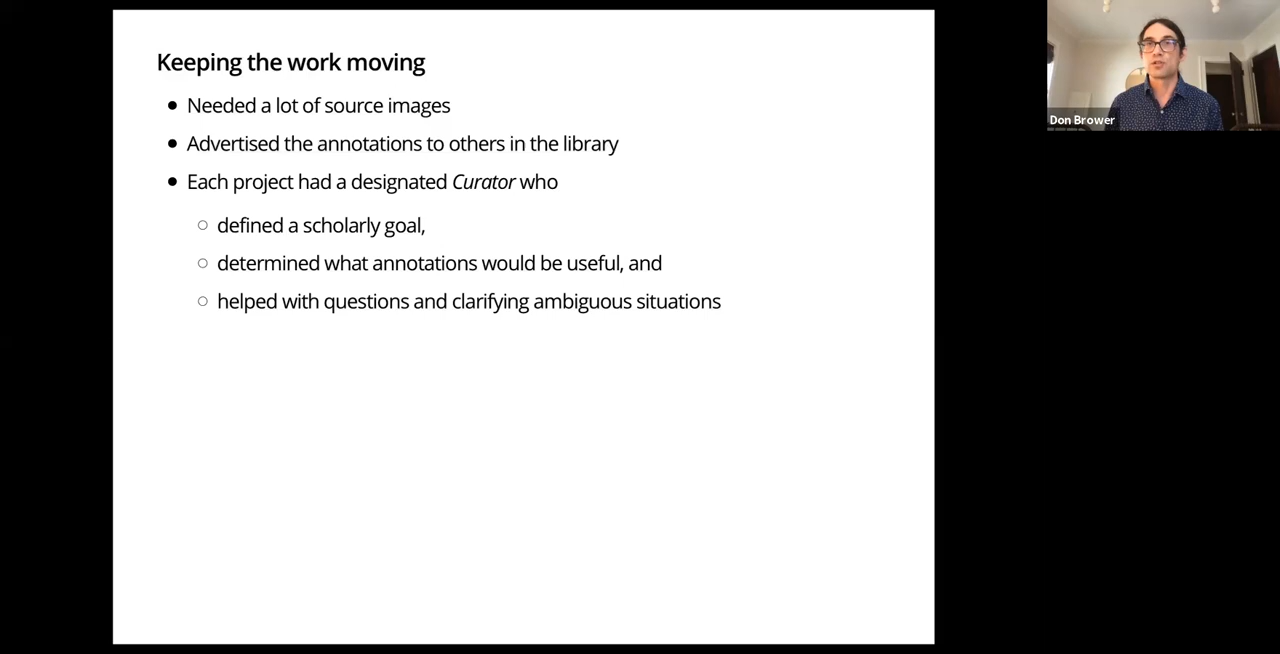 Keeping the work moving
● Needed a lot of source images
● Advertised the annotations to others in the library
● Each project had a designated Curator who
○ defined a scholarly goal,
○ determined what annotations would be useful, and
○ helped with questions and clarifying ambiguous situations
Don Brower